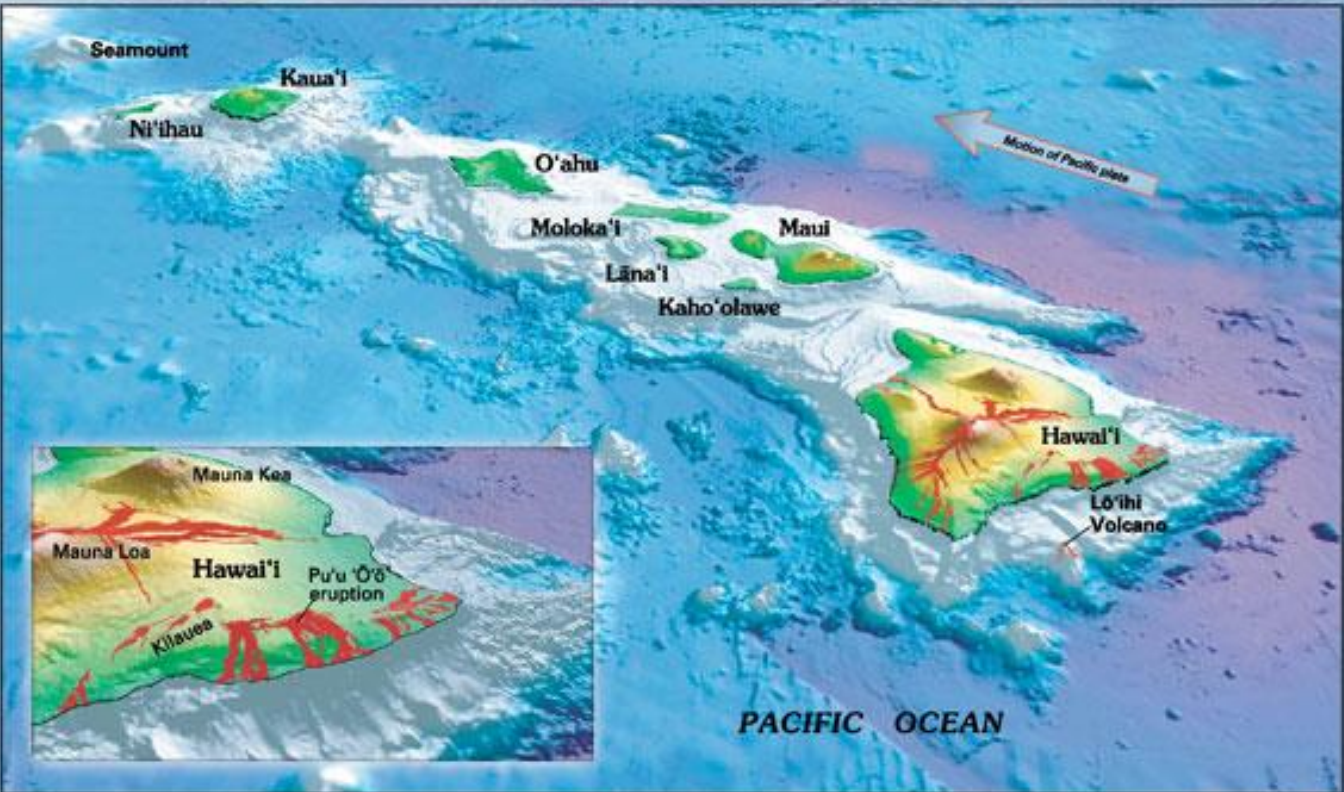 Seamount
Kaua'i
Ni'ihau
O'ahu
Motion of Pacific plate
Moloka'i
Maui
Lāna'i
Kaho'olawe
Hawai'i
Lō'ihi
Volcano
Mauna Kea
Mauna Loa
Hawai'i
Pu'u 'Ō'ō'
eruption
Kilauea
PACIFIC OCEAN